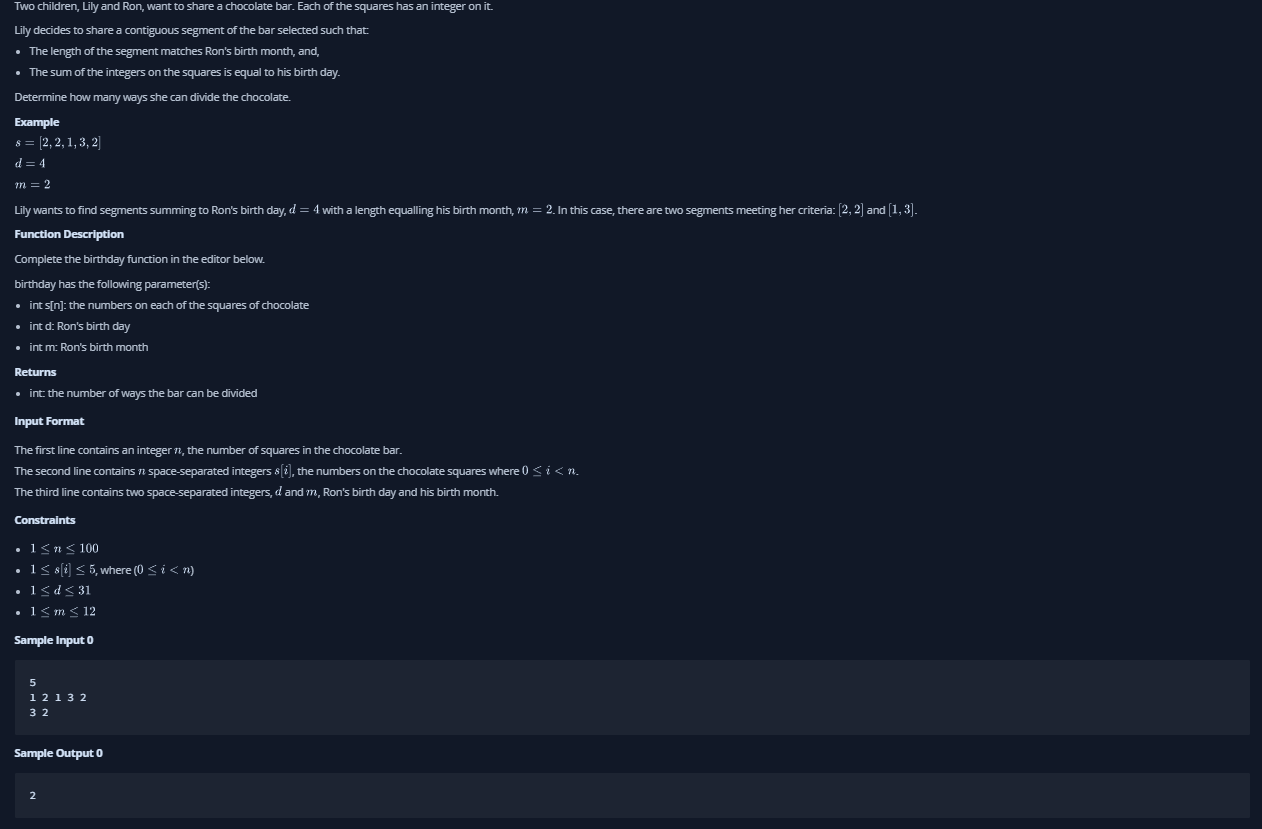 Two children, Lily and Ron, want to share a chocolate bar. Each of the squares has an integer on it.
Lily decides to share a contiguous segment of the bar selected such that:
• The length of the segment matches Ron's birth month, and,
• The sum of the integers on the squares is equal to his birth day.
Determine how many ways she can divide the chocolate.
Example
s = [2, 2, 1, 3, 2]
d = 4
m = 2
Lily wants to find segments summing to Ron's birth day, d = 4 with a length equalling his birth month, m = 2. In this case, there are two segments meeting her criteria: [2, 2] and [1, 3].
Function Description
Complete the birthday function in the editor below.
birthday has the following parameter(s):
• int s[n]: the numbers on each of the squares of chocolate
• int d: Ron's birth day
• int m: Ron's birth month
Returns
• int: the number of ways the bar can be divided
Input Format
The first line contains an integer n, the number of squares in the chocolate bar.
The second line contains n space-separated integers s[i], the numbers on the chocolate squares where 0 ≤ i < n.
The third line contains two space-separated integers, d and m, Ron's birth day and his birth month.
Constraints
• 1 ≤ n ≤ 100
• 1 ≤ s[i] ≤ 5, where (0 ≤ i < n)
• 1 ≤ d ≤ 31
• 1 ≤ m ≤ 12
Sample Input 0
5
1 2 1 3 2
3 2
Sample Output 0
2